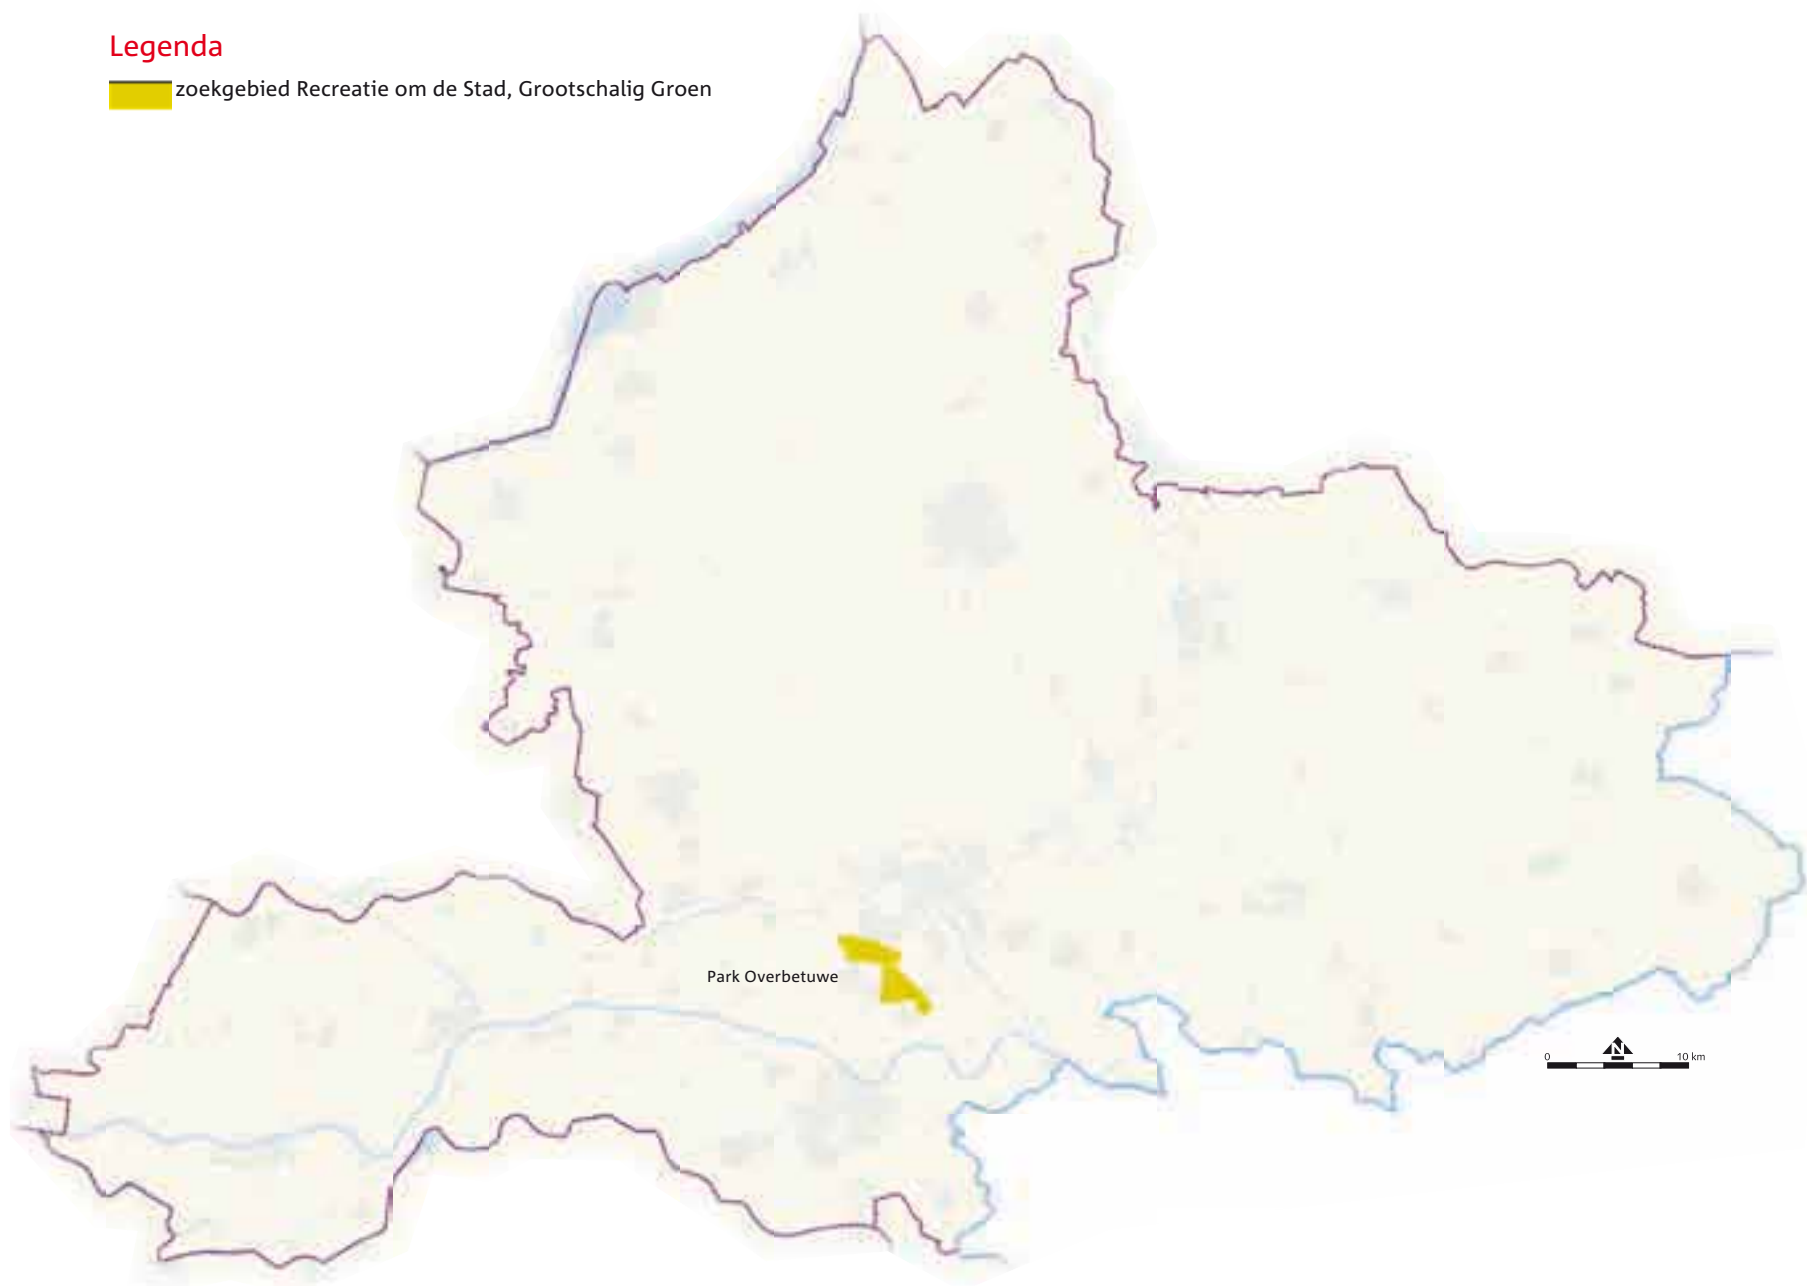 Legenda
zoekgebied Recreatie om de Stad, Grootschalig Groen
Park Overbetuwe
N
0 10 km